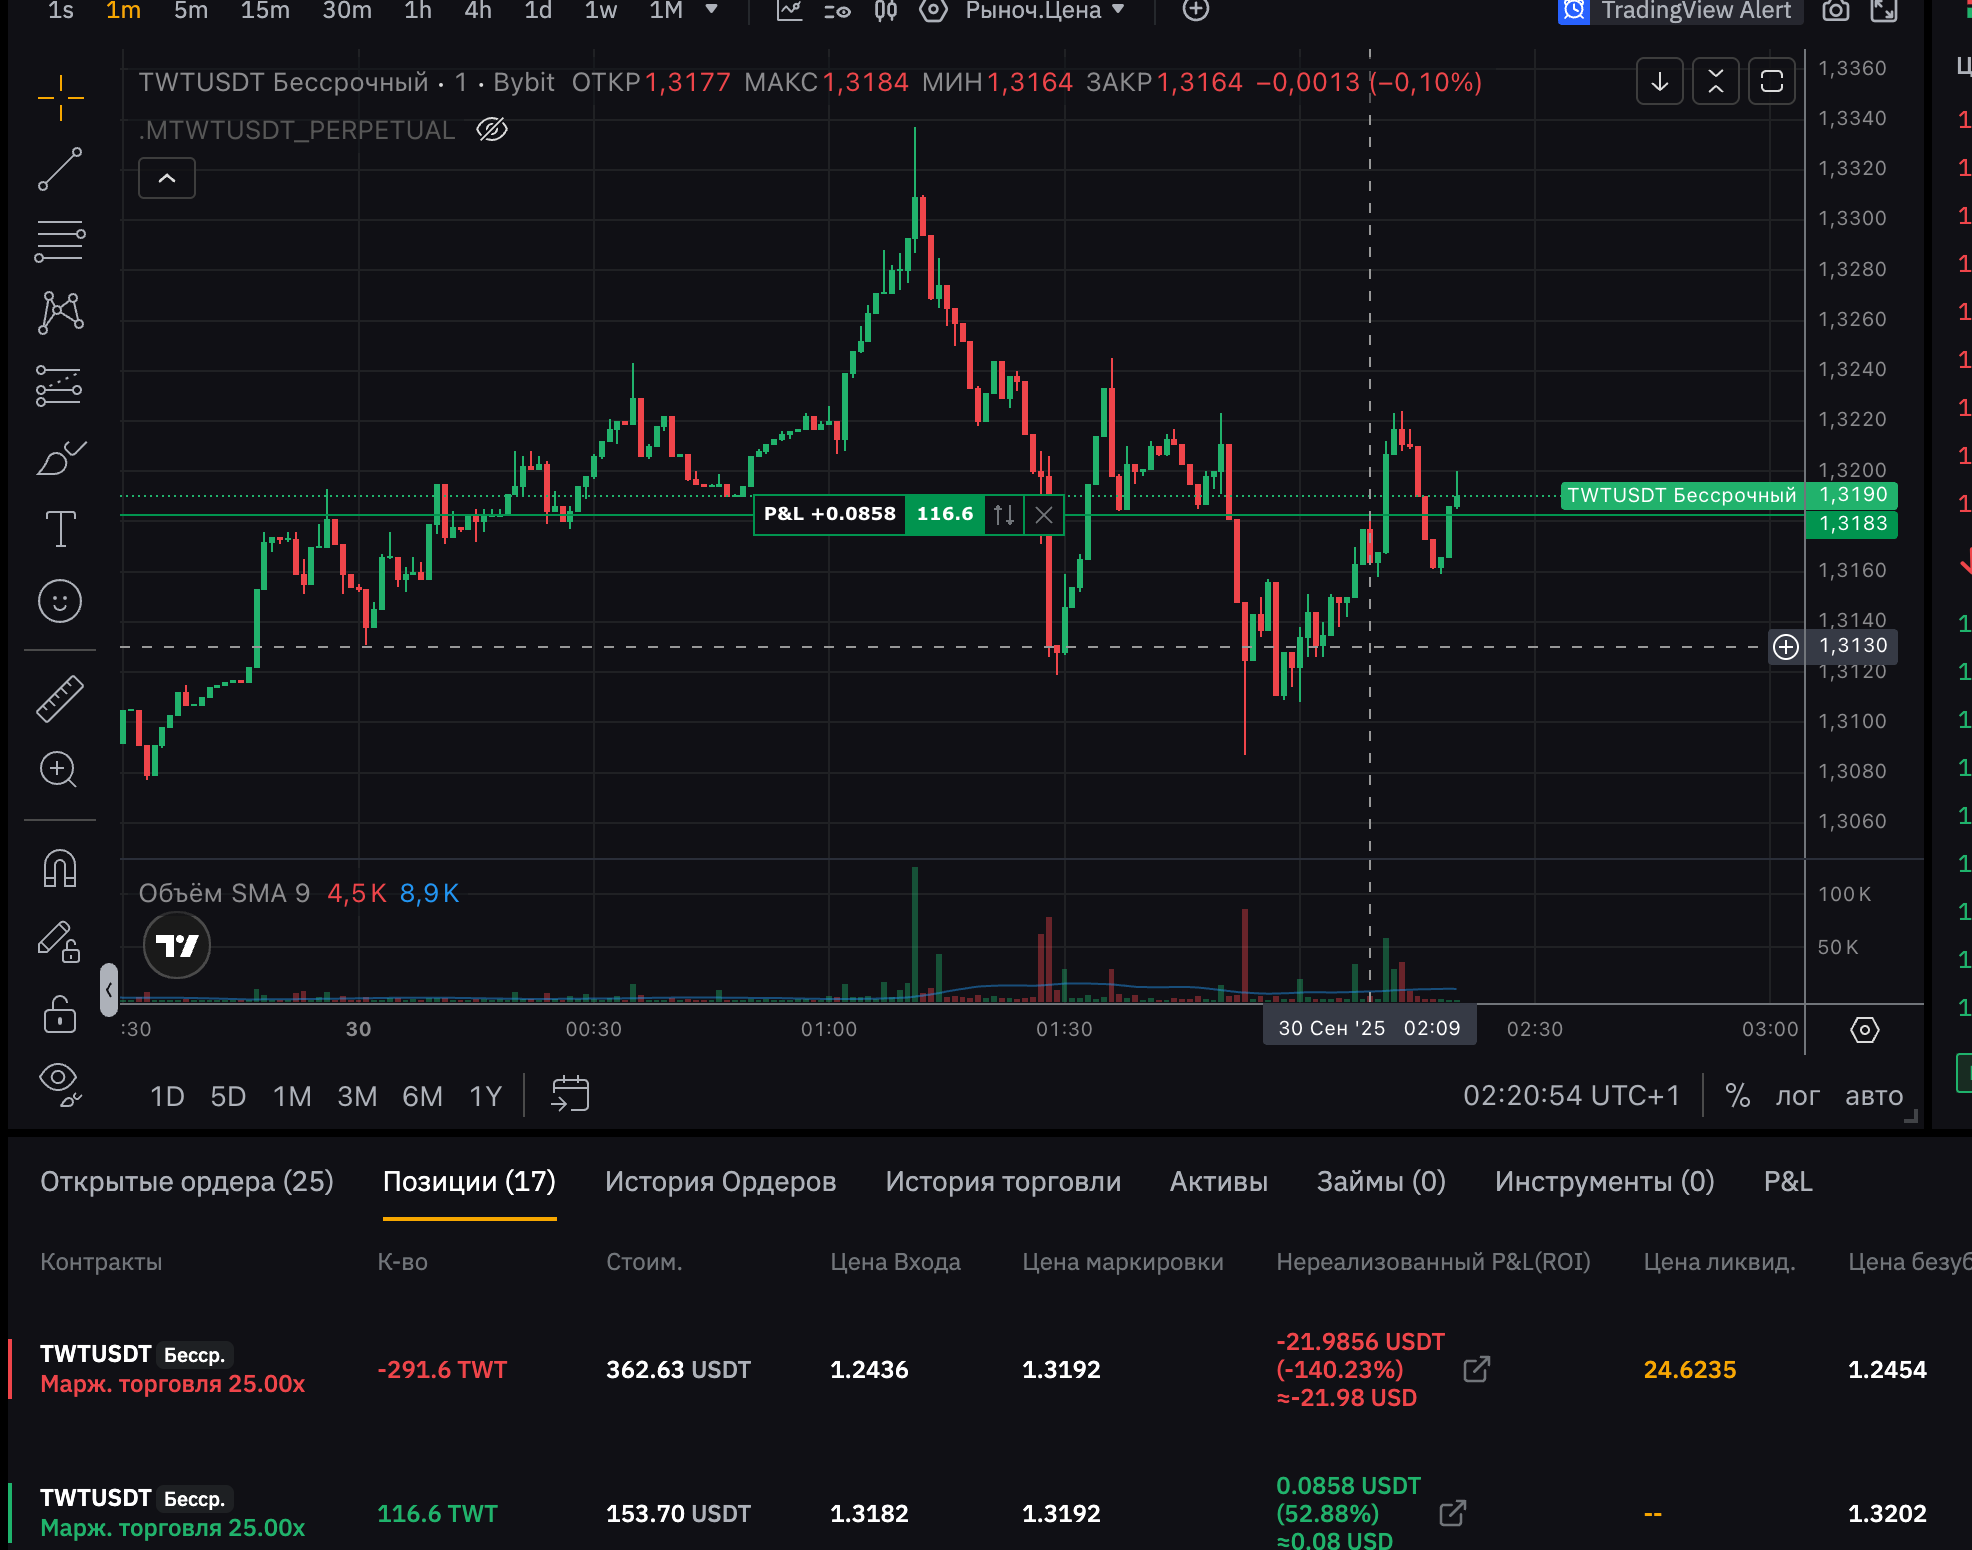 1s 1m 5m 15m 30m 1h 4h 1d 1w 1M Рыноч.Цена TradingView Alert
TWTUSDT Бессрочный · 1 · Bybit ОТКР 1,3177 МАКС 1,3184 МИН 1,3164 ЗАКР 1,3164 −0,0013 (−0,10%)
.MTWTUSDT_PERPETUAL
1,3360
1,3340
1,3320
1,3300
1,3280
1,3260
1,3240
1,3220
1,3200
TWTUSDT Бессрочный 1,3190
P&L +0.0858 116.6
1,3183
1,3160
1,3140
1,3130
1,3120
1,3100
1,3080
1,3060
Объём SMA 9 4,5 K 8,9 K
100 K
50 K
:30 30 00:30 01:00 01:30 30 Сен '25 02:09 02:30 03:00
1D 5D 1M 3M 6M 1Y 02:20:54 UTC+1 % лог авто
Открытые ордера (25) Позиции (17) История Ордеров История торговли Активы Займы (0) Инструменты (0) P&L
Контракты К-во Стоим. Цена Входа Цена маркировки Нереализованный P&L(ROI) Цена ликвид. Цена безуб
TWTUSDT Бесср.
Марж. торговля 25.00x
-291.6 TWT 362.63 USDT 1.2436 1.3192
-21.9856 USDT
(-140.23%)
≈-21.98 USD
24.6235 1.2454
TWTUSDT Бесср.
Марж. торговля 25.00x
116.6 TWT 153.70 USDT 1.3182 1.3192
0.0858 USDT
(52.88%)
≈0.08 USD
-- 1.3202